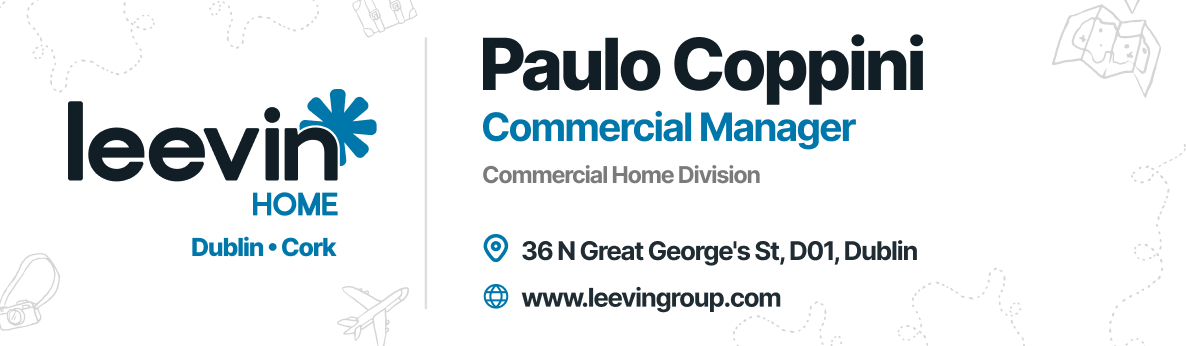 leevin
HOME
Dublin • Cork
Paulo Coppini
Commercial Manager
Commercial Home Division
36 N Great George's St, D01, Dublin
www.leevingroup.com